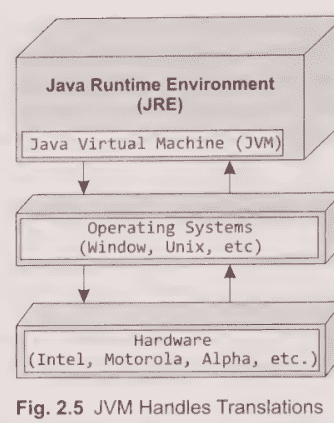 Java Runtime Environment
(JRE)
Java Virtual Machine (JVM)
Operating Systems
(Window, Unix, etc)
Hardware
(Intel, Motorola, Alpha, etc.)
Fig. 2.5 JVM Handles Translations